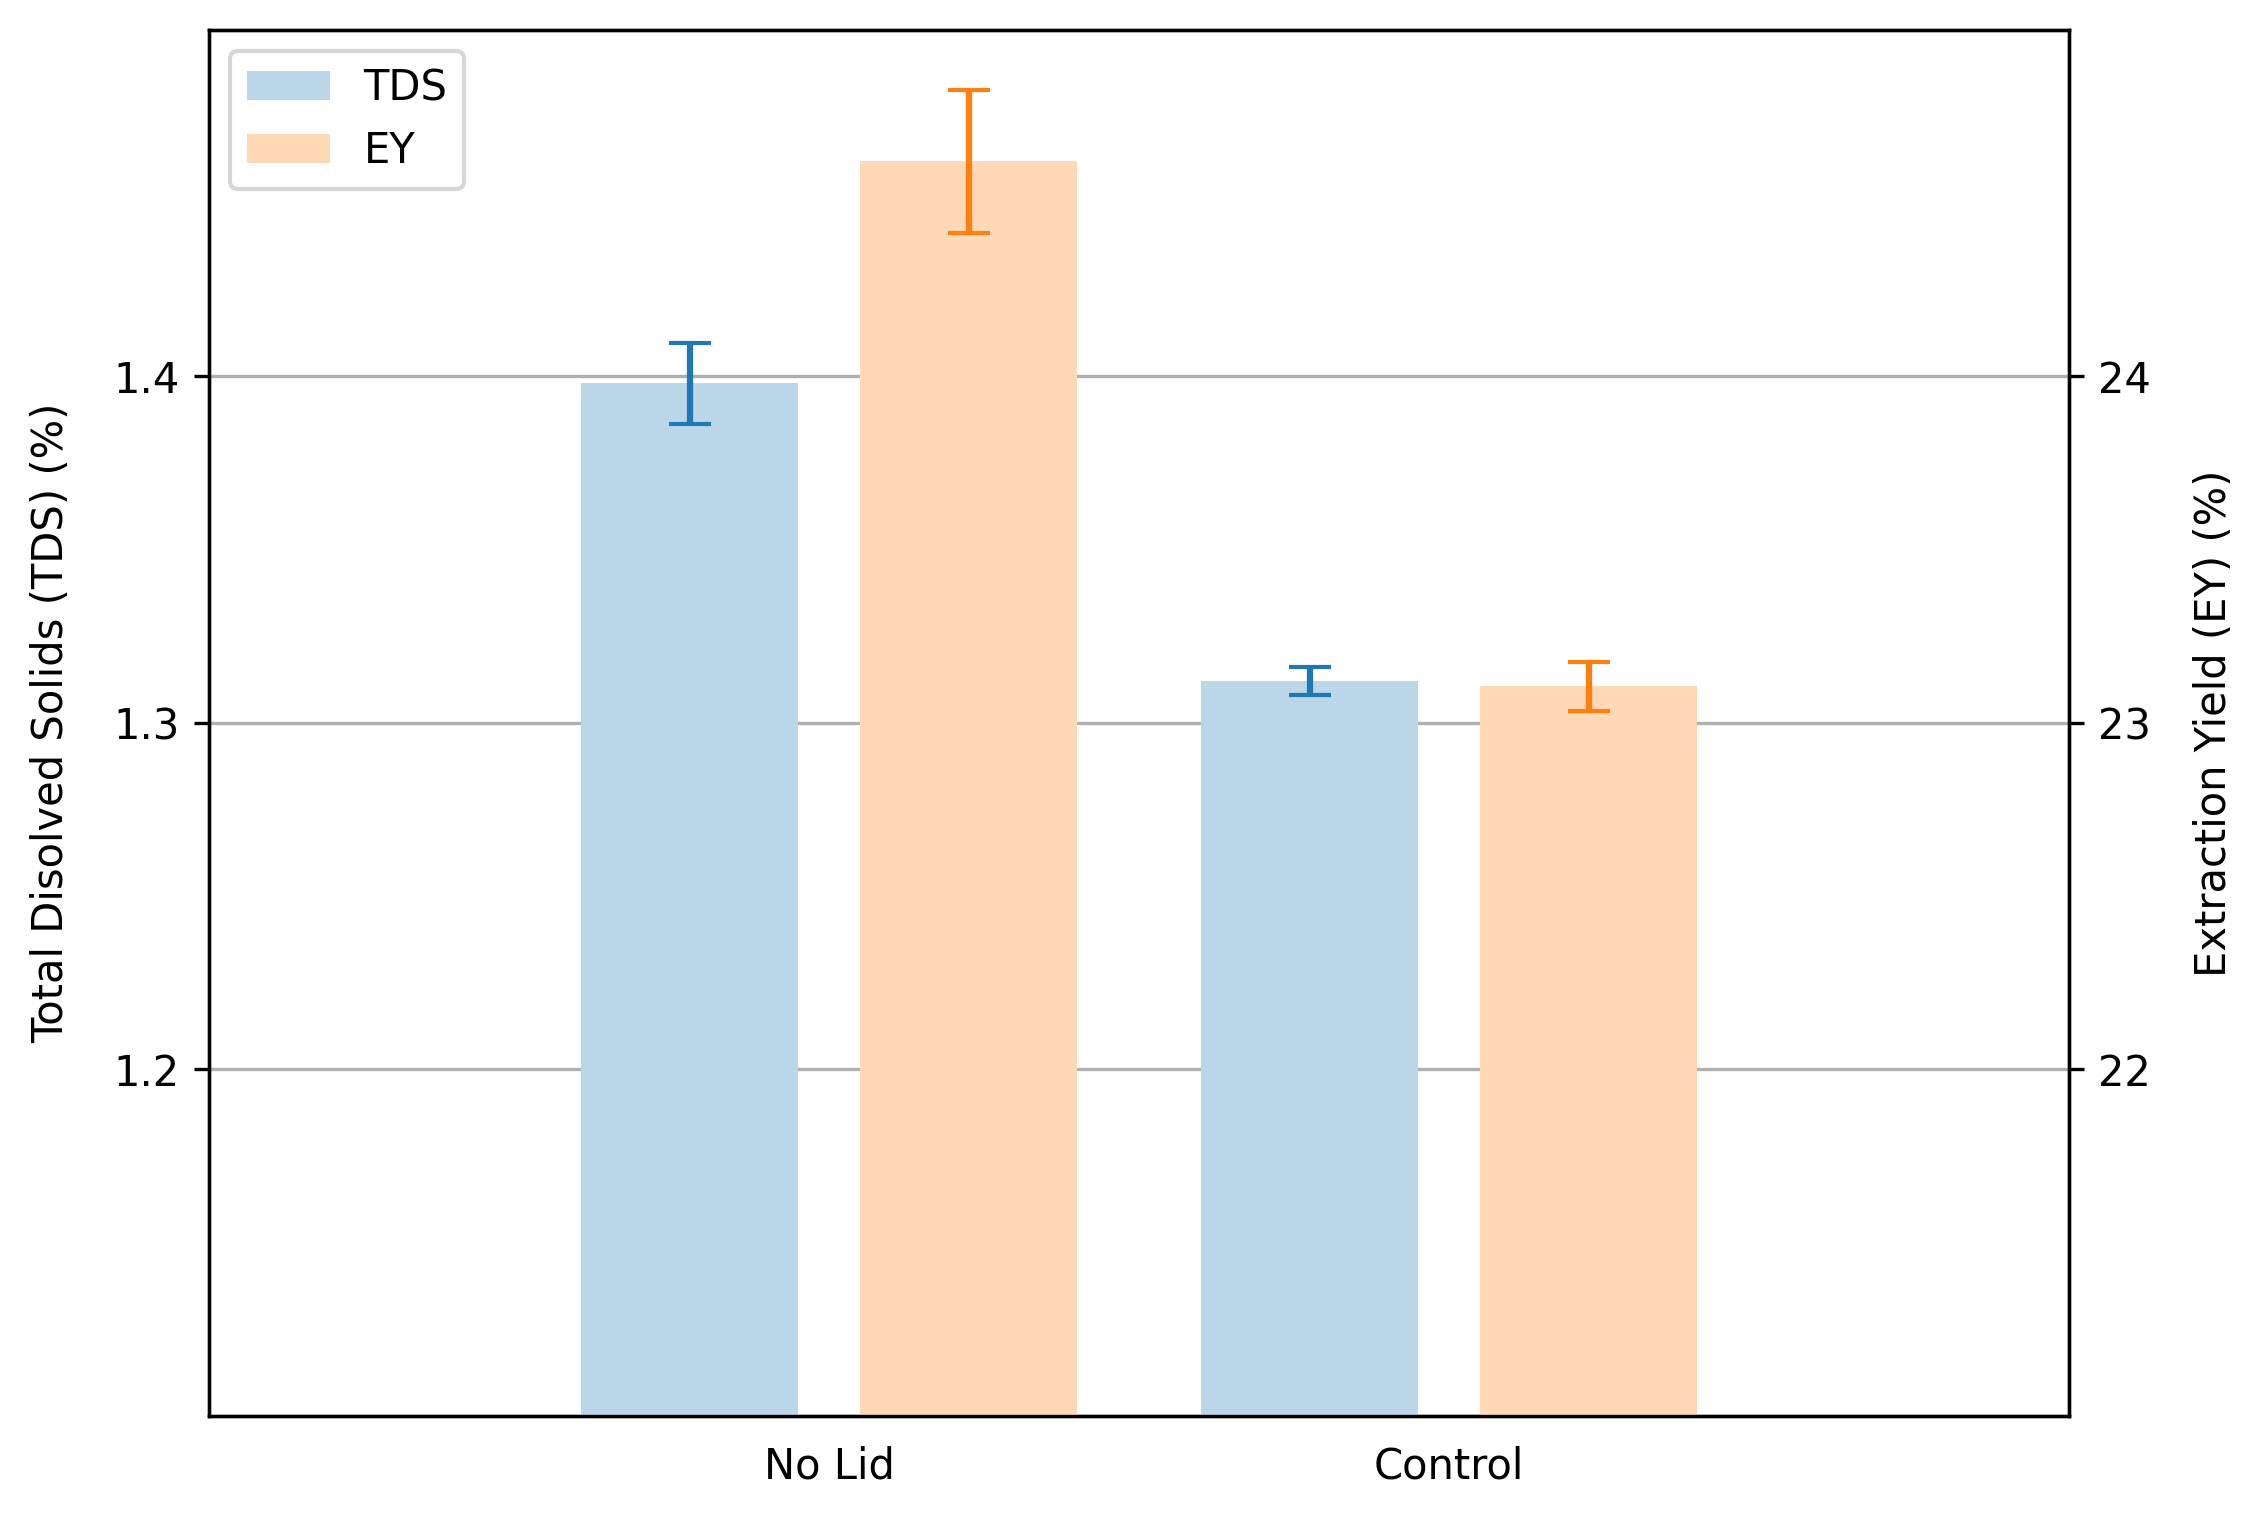 TDS
EY
Total Disolved Solids (TDS) (%)
1.4
1.3
1.2
24
23
22
Extraction Yield (EY) (%)
No Lid
Control